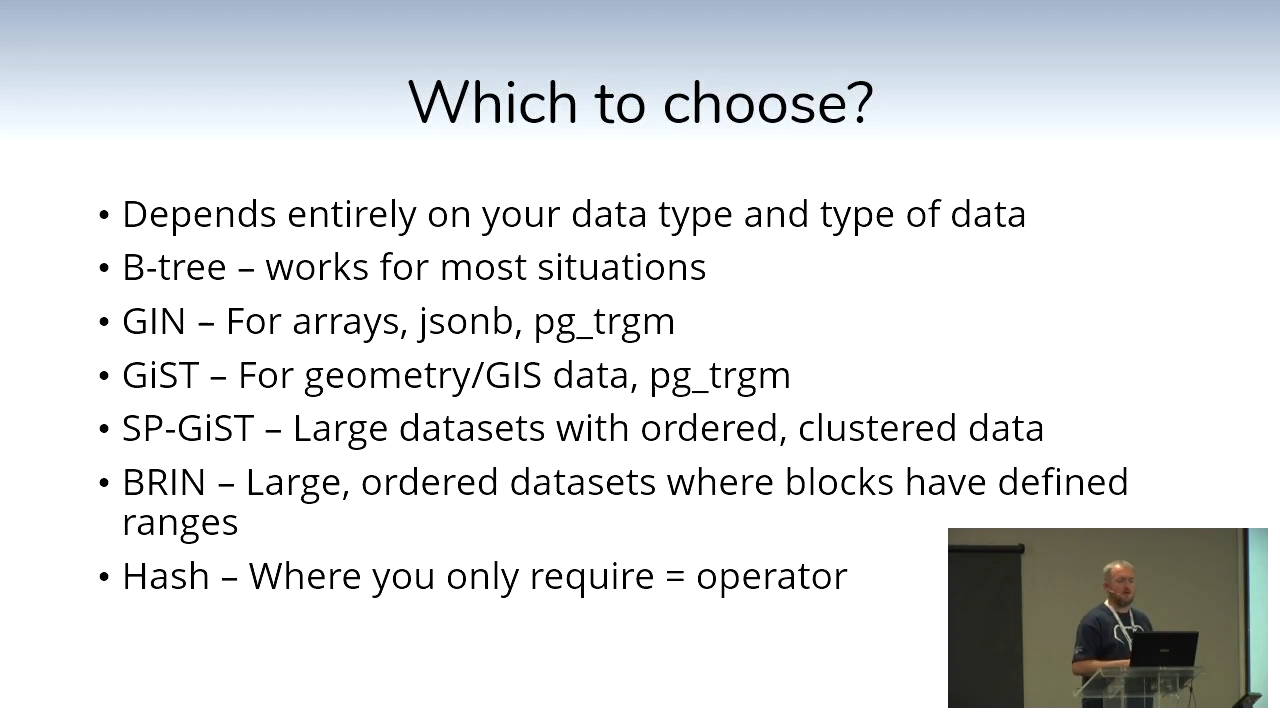 Which to choose?
• Depends entirely on your data type and type of data
• B-tree – works for most situations
• GIN – For arrays, jsonb, pg_trgm
• GiST – For geometry/GIS data, pg_trgm
• SP-GiST – Large datasets with ordered, clustered data
• BRIN – Large, ordered datasets where blocks have defined
ranges
• Hash – Where you only require = operator